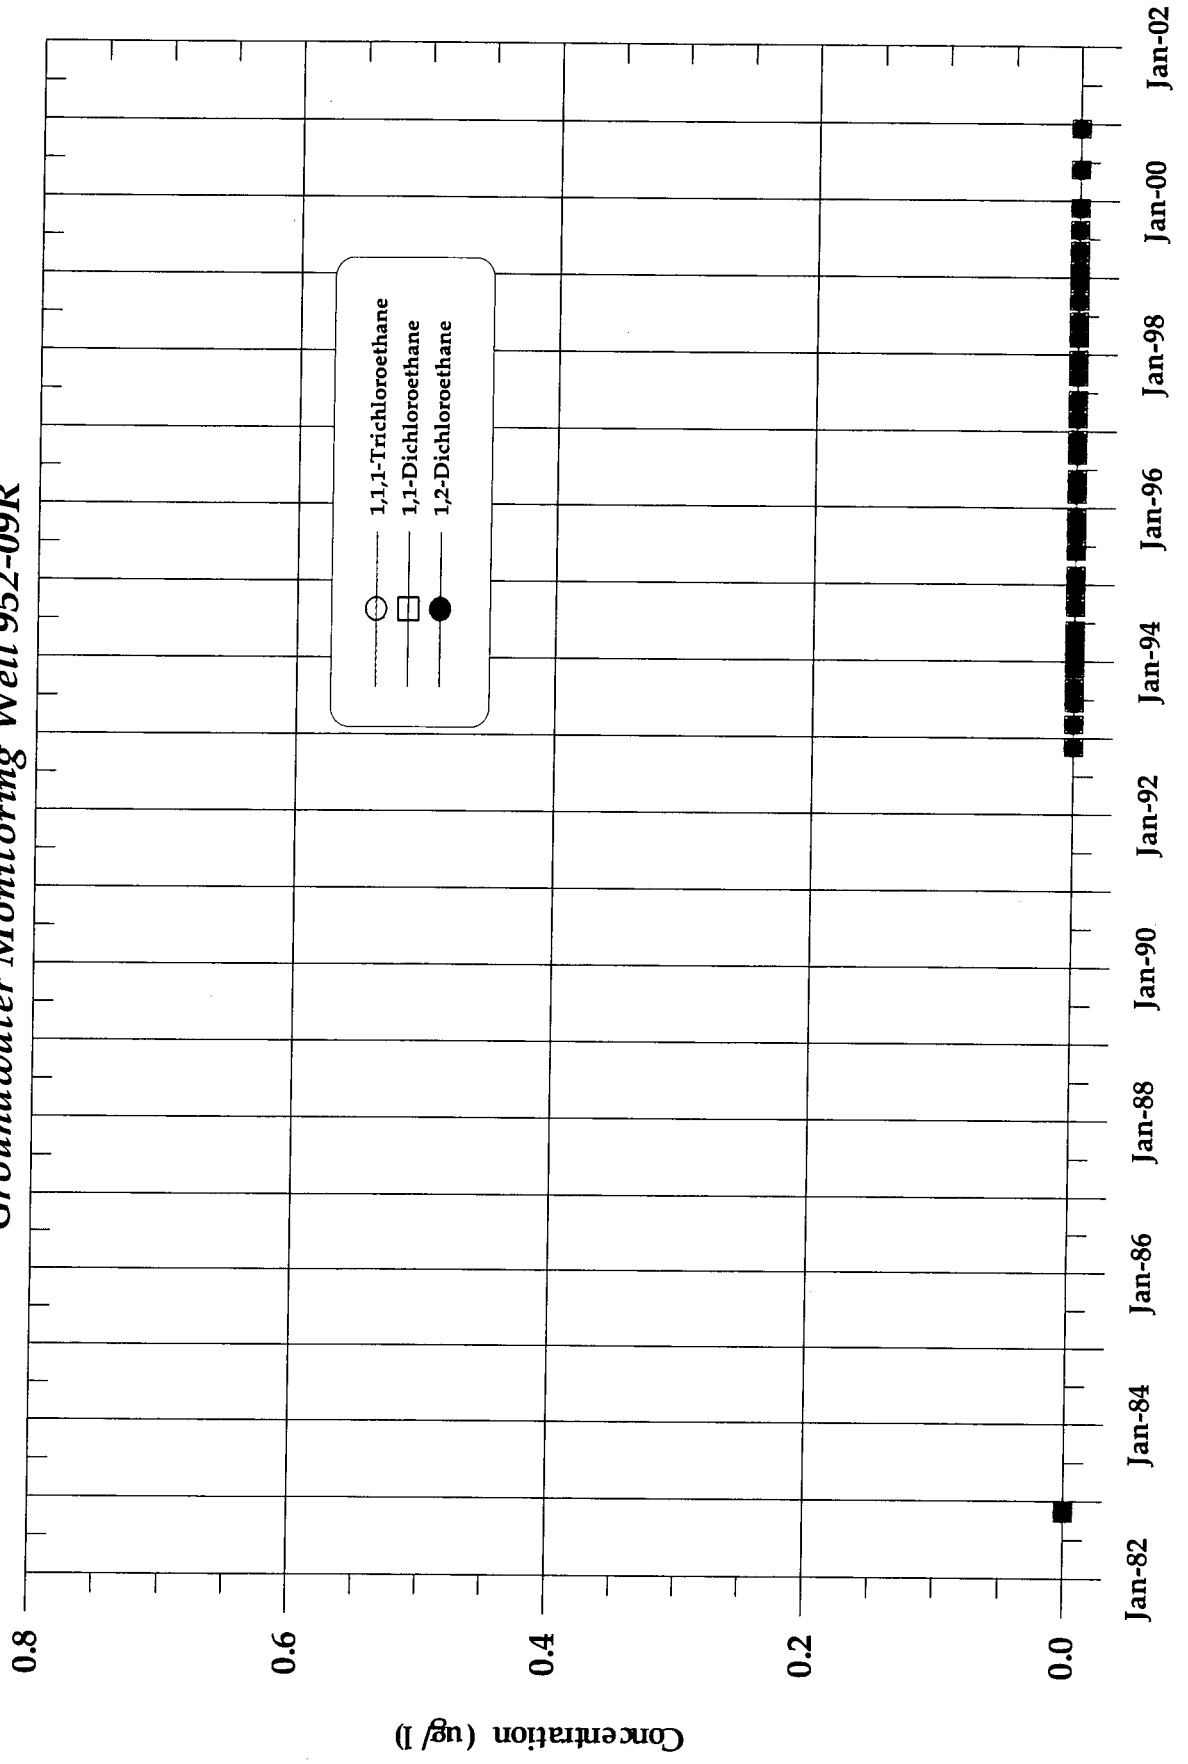 Groundwater Monitoring Well 952-09R
0.8
0.6
0.4
0.2
0.0
Concentration (ug/l)
1,1,1-Trichloroethane
1,1-Dichloroethane
1,2-Dichloroethane
Jan-82
Jan-84
Jan-86
Jan-88
Jan-90
Jan-92
Jan-94
Jan-96
Jan-98
Jan-00
Jan-02